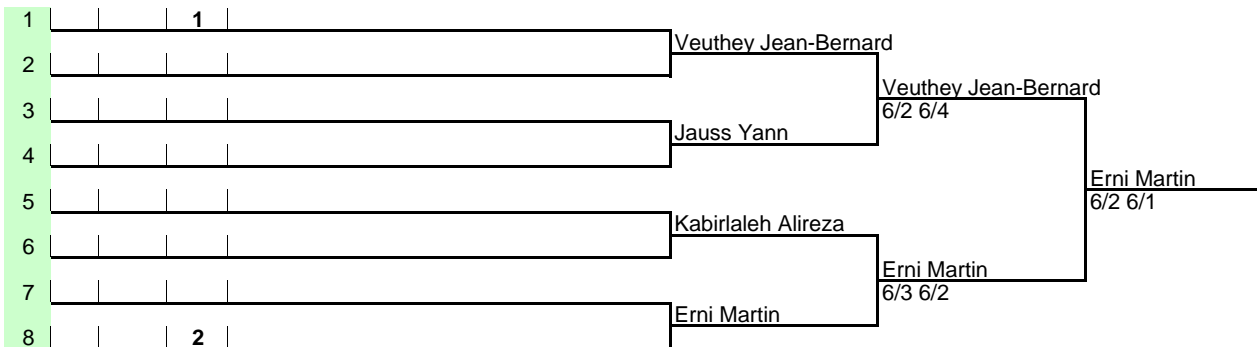 1 1
Veuthey Jean-Bernard
2
Veuthey Jean-Bernard
3
6/2 6/4
Jauss Yann
4
Erni Martin
5
6/2 6/1
Kabirlaleh Alireza
6
Erni Martin
7
6/3 6/2
Erni Martin
8 2